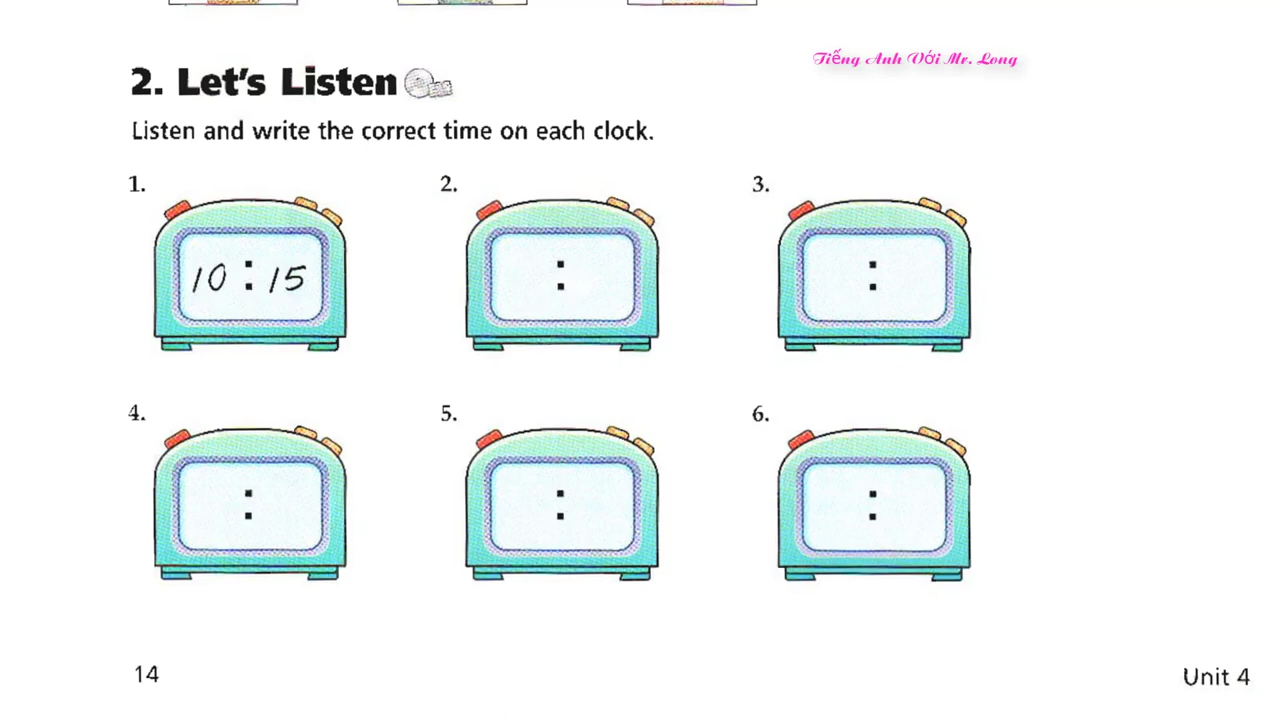 Tiếng Anh Với Mr. Long
2. Let's Listen
Listen and write the correct time on each clock.
1. 2. 3.
10 : 15 : :
4. 5. 6.
: : :
14 Unit 4